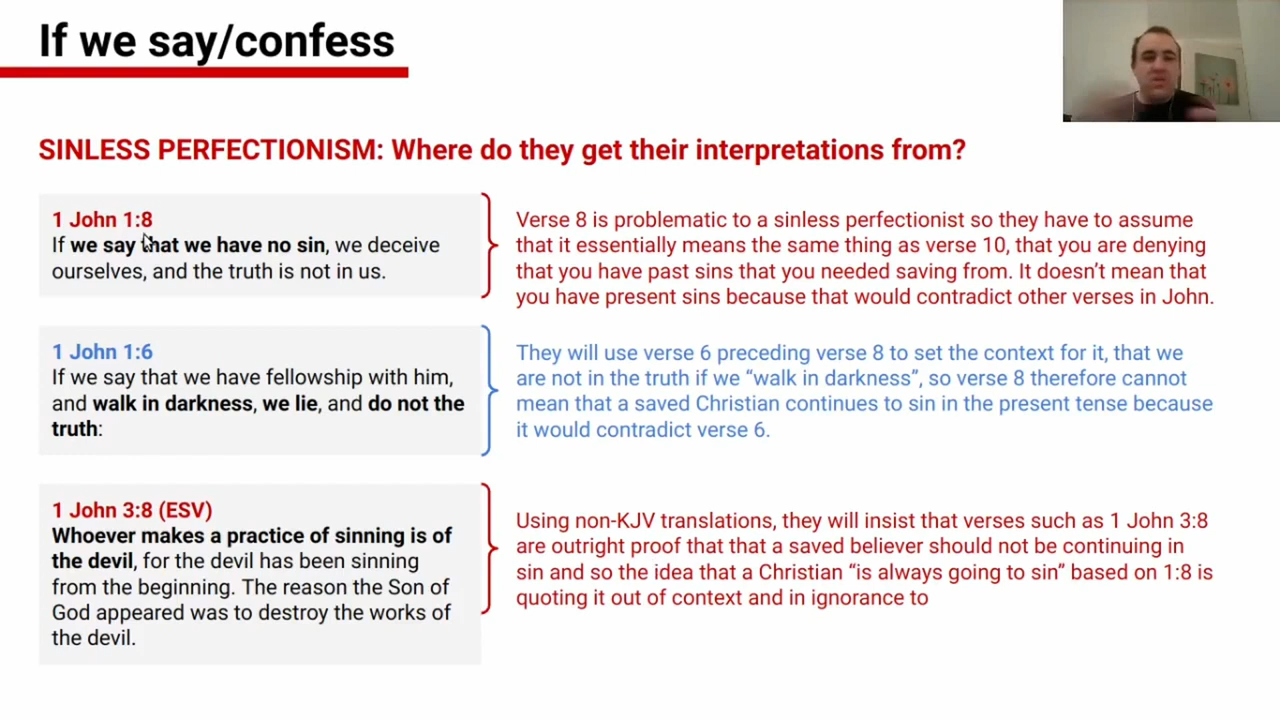 If we say/confess
SINLESS PERFECTIONISM: Where do they get their interpretations from?
1 John 1:8
If we say that we have no sin, we deceive
ourselves, and the truth is not in us.
Verse 8 is problematic to a sinless perfectionist so they have to assume
that it essentially means the same thing as verse 10, that you are denying
that you have past sins that you needed saving from. It doesn't mean that
you have present sins because that would contradict other verses in John.
1 John 1:6
If we say that we have fellowship with him,
and walk in darkness, we lie, and do not the
truth:
They will use verse 6 preceding verse 8 to set the context for it, that we
are not in the truth if we “walk in darkness”, so verse 8 therefore cannot
mean that a saved Christian continues to sin in the present tense because
it would contradict verse 6.
1 John 3:8 (ESV)
Whoever makes a practice of sinning is of
the devil, for the devil has been sinning
from the beginning. The reason the Son of
God appeared was to destroy the works of
the devil.
Using non-KJV translations, they will insist that verses such as 1 John 3:8
are outright proof that that a saved believer should not be continuing in
sin and so the idea that a Christian “is always going to sin” based on 1:8 is
quoting it out of context and in ignorance to